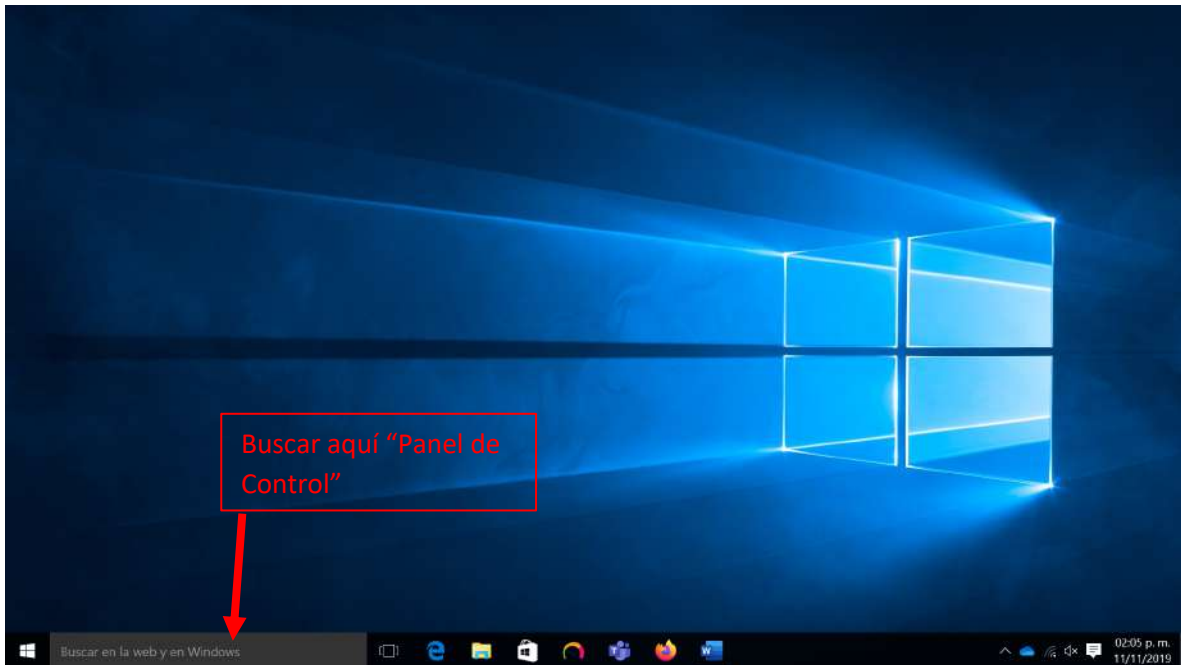 Buscar aquí “Panel de
Control”
Buscar en la web y en Windows
02:05 p. m.
11/11/2019